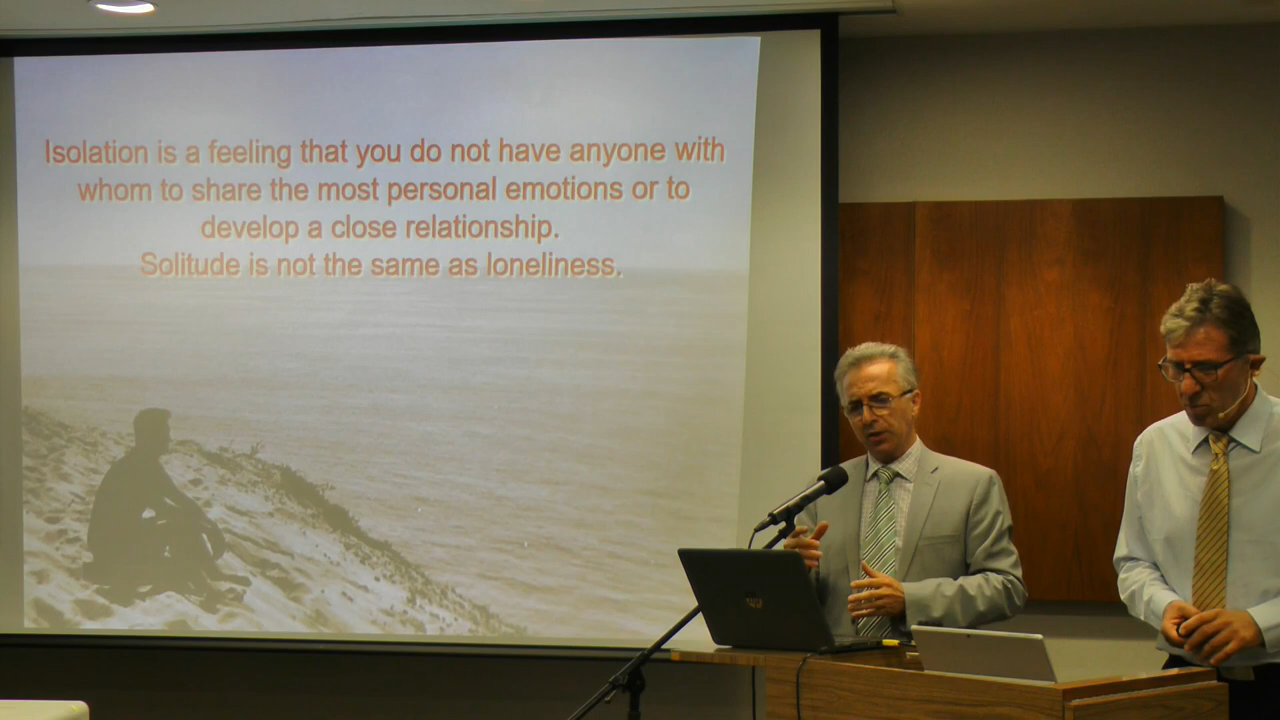 Isolation is a feeling that you do not have anyone with
whom to share the most personal emotions or to
develop a close relationship.
Solitude is not the same as loneliness.